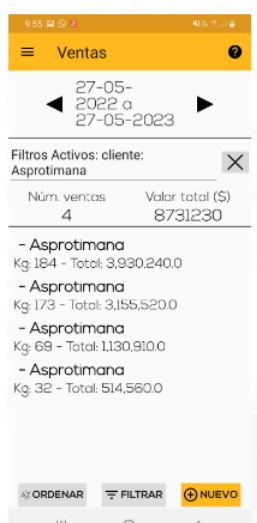 9:55
Ventas
27-05-
2022 a
27-05-2023
Filtros Activos: cliente:
Asprotimana
Núm. ventas Valor total ($)
4 8731230
- Asprotimana
Kg: 184 - Total: 3,930,240.0
- Asprotimana
Kg: 173 - Total: 3,155,520.0
- Asprotimana
Kg: 69 - Total: 1,130,910.0
- Asprotimana
Kg: 32 - Total: 514,560.0
ORDENAR FILTRAR NUEVO